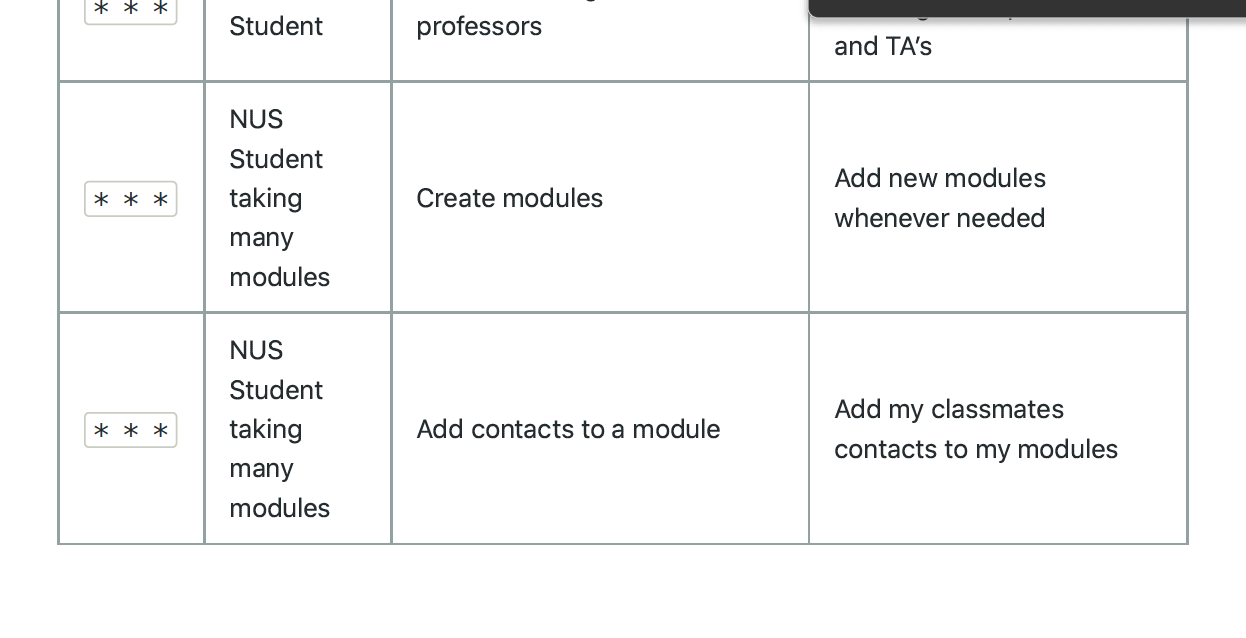 * * *
Student
professors
and TA’s
* * *
NUS
Student
taking
many
modules
Create modules
Add new modules
whenever needed
* * *
NUS
Student
taking
many
modules
Add contacts to a module
Add my classmates
contacts to my modules